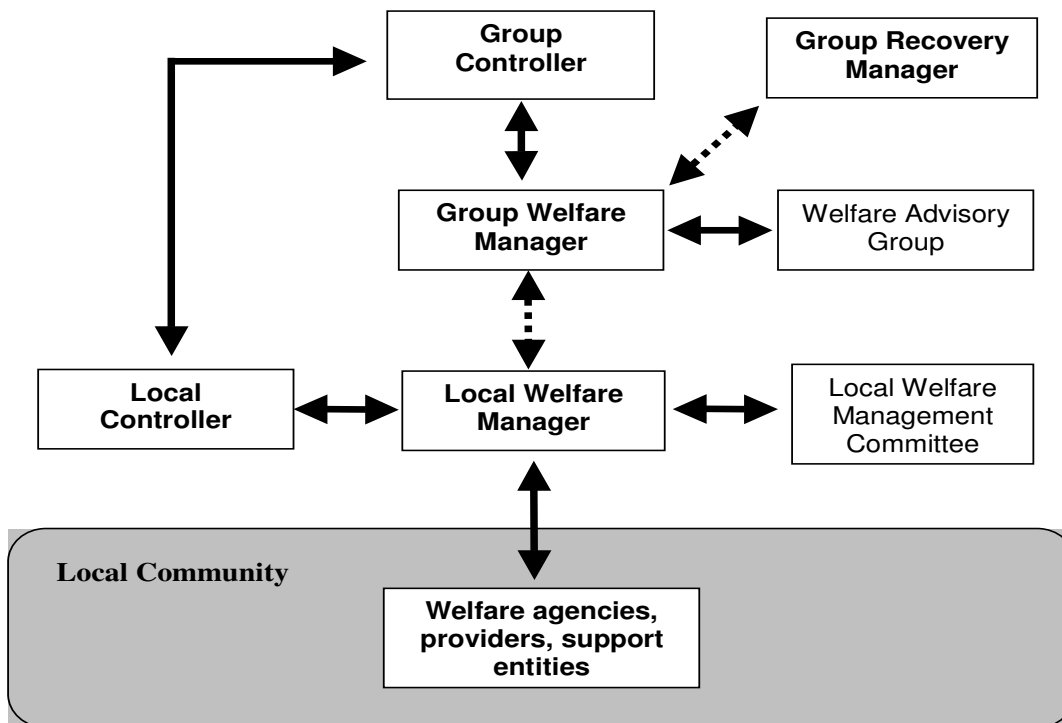 Group
Controller
Group Recovery
Manager
Group Welfare
Manager
Welfare Advisory
Group
Local
Controller
Local Welfare
Manager
Local Welfare
Management
Committee
Local Community
Welfare agencies,
providers, support
entities